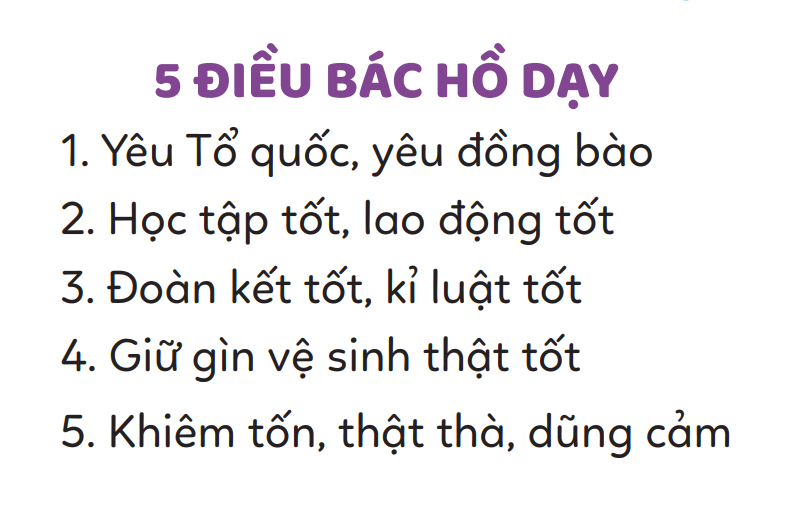 5 ĐIỀU BÁC HỒ DẠY
1. Yêu Tổ quốc, yêu đồng bào
2. Học tập tốt, lao động tốt
3. Đoàn kết tốt, kỉ luật tốt
4. Giữ gìn vệ sinh thật tốt
5. Khiêm tốn, thật thà, dũng cảm